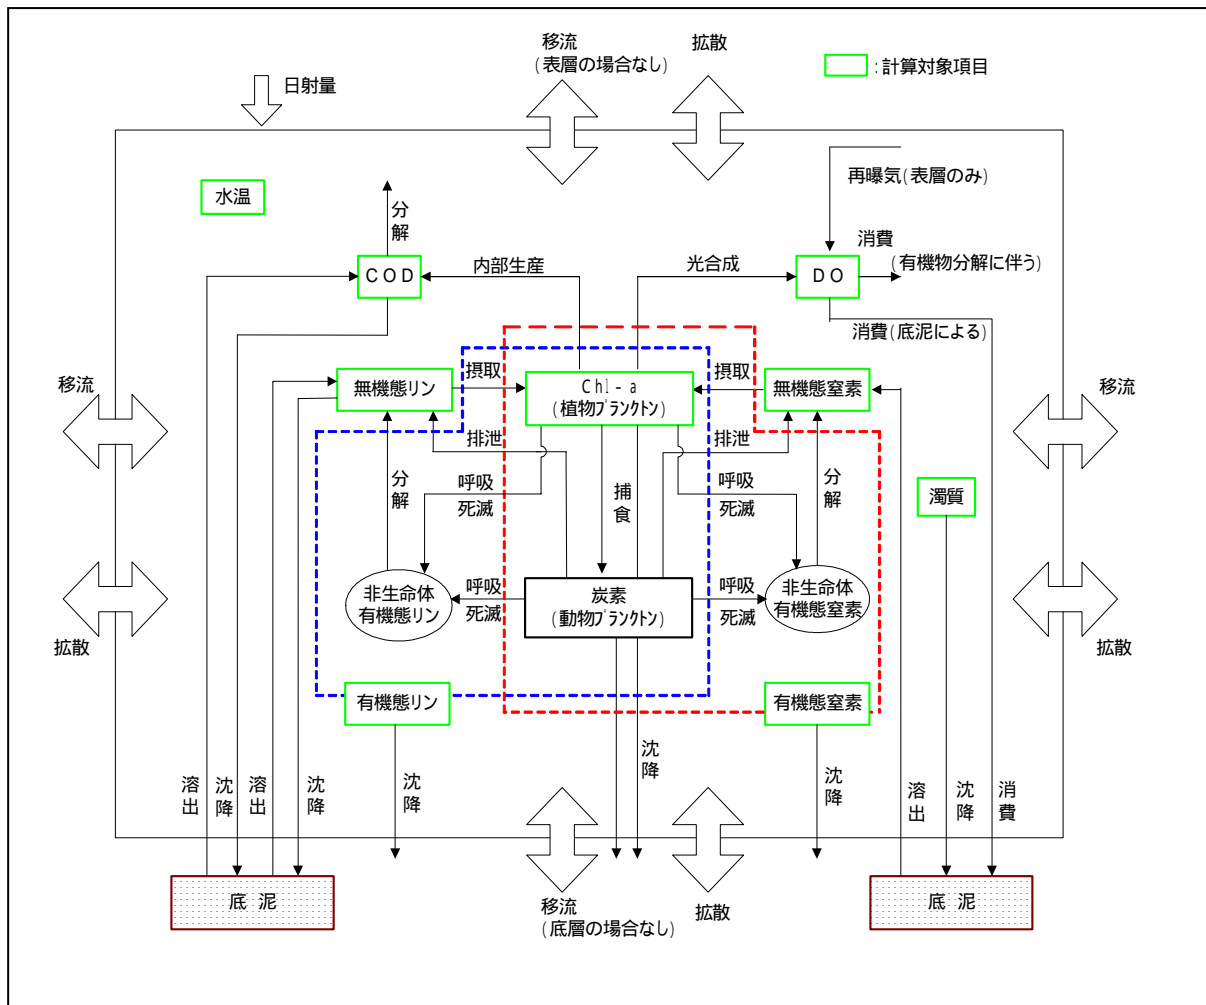 移流
(表層の場合なし)
拡散
:計算対象項目
日射量
再曝気(表層のみ)
水温
分解
消費
(有機物分解に伴う)
COD
内部生産
光合成
DO
消費(底泥による)
移流
無機態リン
摂取
Chl-a
(植物プランクトン)
摂取
無機態窒素
移流
排泄
排泄
分解
呼吸
死滅
捕食
呼吸
死滅
分解
濁質
非生命体
有機態リン
呼吸
死滅
炭素
(動物プランクトン)
呼吸
死滅
非生命体
有機態窒素
拡散
拡散
有機態リン
有機態窒素
溶出
沈降
溶出
沈降
沈降
沈降
沈降
溶出
沈降
消費
底泥
移流
(底層の場合なし)
拡散
底泥